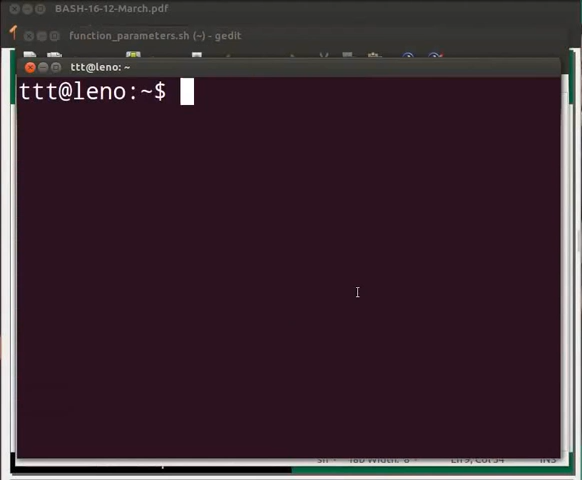 BASH-16-12-March.pdf
function_parameters.sh (~) - gedit
ttt@leno: ~
ttt@leno:~$